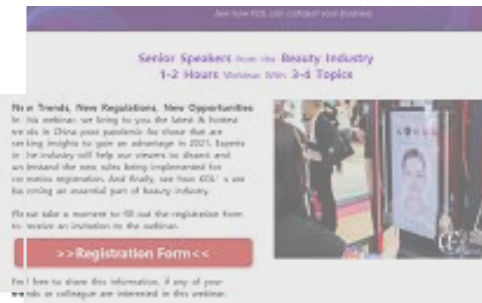 See how KOL can catalyst your business
Senior Speakers from the Beauty Industry
1-2 Hours Webinar With 3-4 Topics
New Trends, New Regulations, New Opportunities
In this webinar, we bring to you the latest & hottest
trends in China post pandemic for those that are
seeking insights to gain an advantage in 2021. Experts
in the industry will help our viewers to dissect and
understand the new rules being implemented for
cosmetics registration. And finally, see how KOL's are
becoming an essential part of beauty industry.
Please take a moment to fill out the registration form
to receive an invitation to the webinar.
>>Registration Form<<
Feel free to share this information, if any of your
friends or colleague are interested in this webinar.